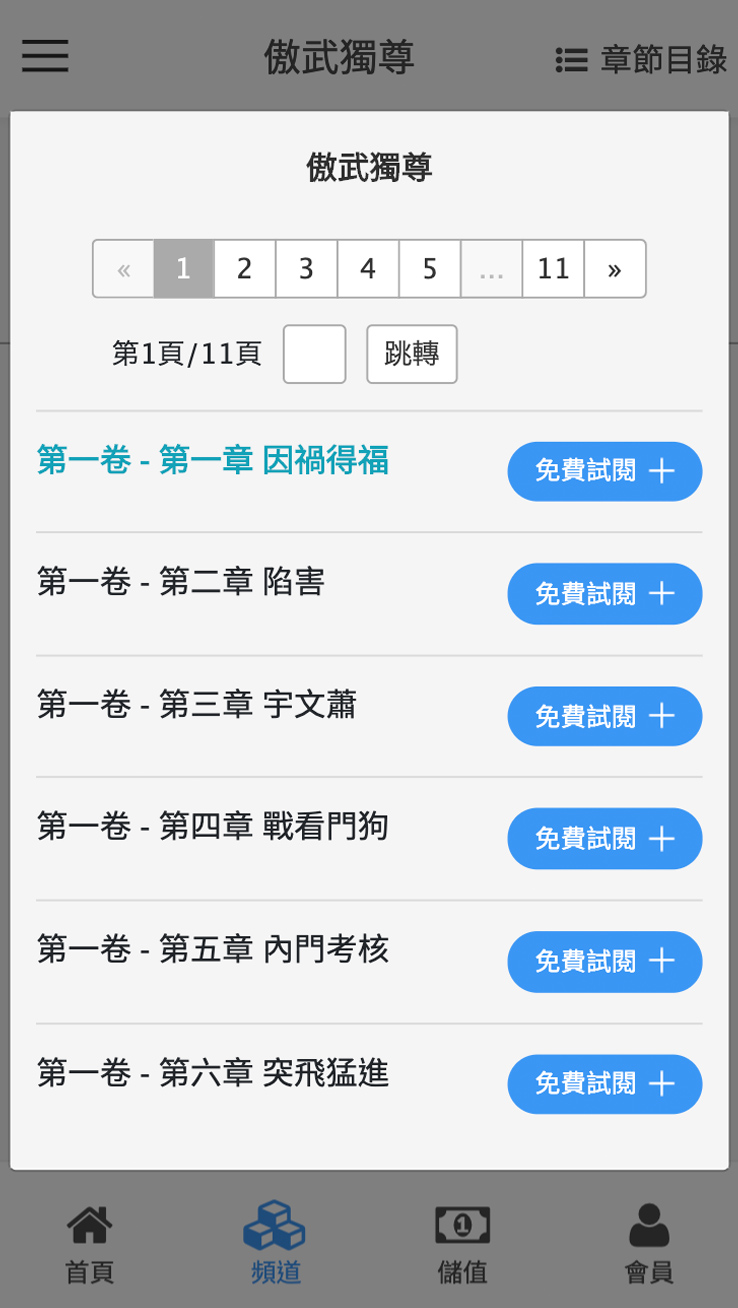 傲武獨尊 章節目錄
傲武獨尊
« 1 2 3 4 5 ... 11 »
第1頁/11頁 跳轉
第一卷 - 第一章 因禍得福 免費試閱
第一卷 - 第二章 陷害 免費試閱
第一卷 - 第三章 宇文蕭 免費試閱
第一卷 - 第四章 戰看門狗 免費試閱
第一卷 - 第五章 內門考核 免費試閱
第一卷 - 第六章 突飛猛進 免費試閱
首頁 頻道 儲值 會員